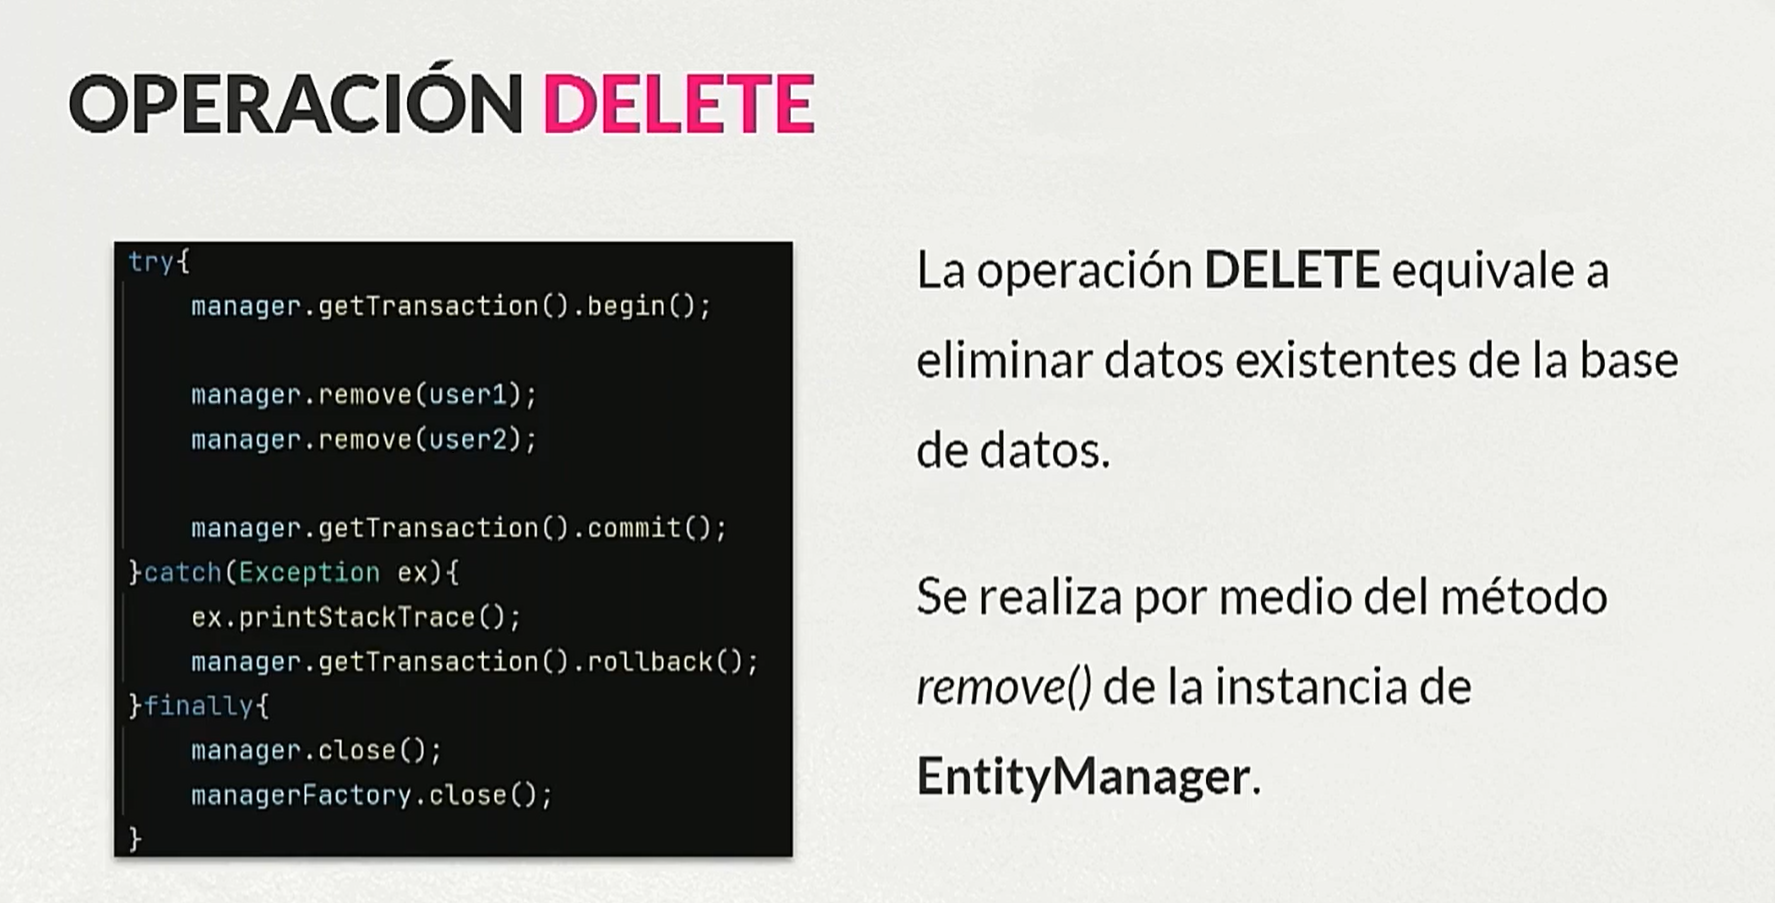 OPERACIÓN DELETE
try{
manager.getTransaction().begin();
manager.remove(user1);
manager.remove(user2);
manager.getTransaction().commit();
}catch(Exception ex){
ex.printStackTrace();
manager.getTransaction().rollback();
}finally{
manager.close();
managerFactory.close();
}
La operación DELETE equivale a
eliminar datos existentes de la base
de datos.
Se realiza por medio del método
remove() de la instancia de
EntityManager.